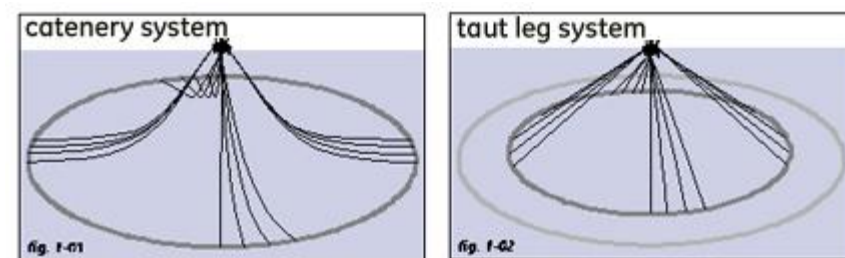 catenery system
taut leg system
fig. 1-01
fig. 1-02